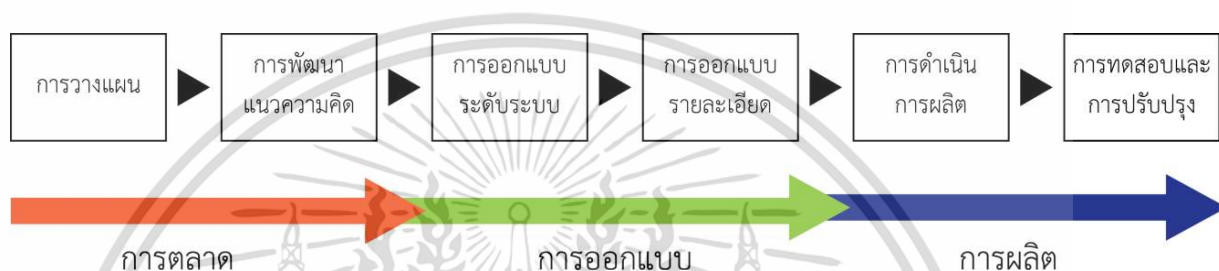 การวางแผน
การพัฒนา
แนวความคิด
การออกแบบ
ระดับระบบ
การออกแบบ
รายละเอียด
การดำเนิน
การผลิต
การทดสอบและ
การปรับปรุง
การตลาด
การออกแบบ
การผลิต